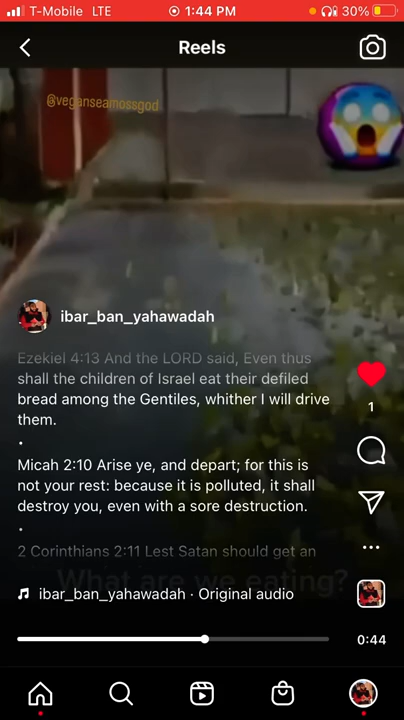 T-Mobile LTE 1:44 PM 30%
Reels
@veganseamossgod
ibar_ban_yahawadah
Ezekiel 4:13 And the LORD said, Even thus
shall the children of Israel eat their defiled
bread among the Gentiles, whither I will drive
them.
.
Micah 2:10 Arise ye, and depart; for this is
not your rest: because it is polluted, it shall
destroy you, even with a sore destruction.
.
2 Corinthians 2:11 Lest Satan should get an
What are we eating?
ibar_ban_yahawadah · Original audio
1
0:44